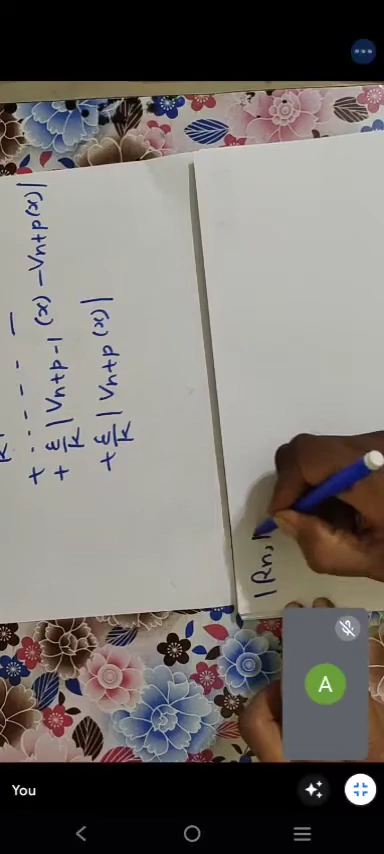 + . . . . . . —
+ ε/K | Vn+p-1 (x) - Vn+p(x)|
+ ε/K | Vn+p (x) |
|Rn,
A
You